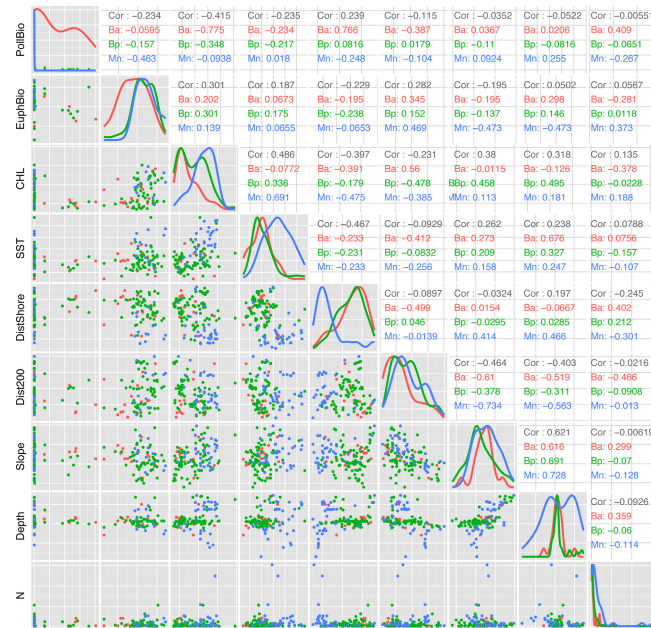 PollBio
Cor : −0.234 Cor : −0.415 Cor : −0.235 Cor : 0.239 Cor : −0.115 Cor : −0.0352 Cor : −0.0522 Cor : −0.00551
Ba: −0.0595 Ba: −0.775 Ba: −0.234 Ba: 0.766 Ba: −0.387 Ba: 0.0367 Ba: 0.0206 Ba: 0.409
Bp: −0.157 Bp: −0.348 Bp: −0.217 Bp: 0.0816 Bp: 0.0179 Bp: −0.11 Bp: −0.0816 Bp: −0.0651
Mn: −0.463 Mn: −0.0938 Mn: 0.018 Mn: −0.248 Mn: −0.104 Mn: 0.0924 Mn: 0.255 Mn: −0.267
EuphBio
Cor : 0.301 Cor : 0.187 Cor : −0.229 Cor : 0.282 Cor : −0.195 Cor : 0.0502 Cor : 0.0567
Ba: 0.202 Ba: 0.0673 Ba: −0.195 Ba: 0.345 Ba: −0.195 Ba: 0.298 Ba: −0.281
Bp: 0.301 Bp: 0.175 Bp: −0.238 Bp: 0.152 Bp: −0.137 Bp: 0.146 Bp: 0.0118
Mn: 0.139 Mn: 0.0655 Mn: −0.0653 Mn: 0.469 Mn: −0.473 Mn: −0.473 Mn: 0.373
CHL
Cor : 0.486 Cor : −0.397 Cor : −0.231 Cor : 0.38 Cor : 0.318 Cor : 0.135
Ba: −0.0772 Ba: −0.391 Ba: 0.56 Ba: −0.0115 Ba: −0.126 Ba: −0.378
Bp: 0.336 Bp: −0.179 Bp: −0.478 Bp: 0.458 Bp: 0.495 Bp: −0.0228
Mn: 0.691 Mn: −0.475 Mn: −0.385 Mn: 0.113 Mn: 0.181 Mn: 0.188
SST
Cor : −0.467 Cor : −0.0929 Cor : 0.262 Cor : 0.238 Cor : 0.0788
Ba: −0.233 Ba: −0.412 Ba: 0.273 Ba: 0.676 Ba: 0.0756
Bp: −0.231 Bp: −0.0832 Bp: 0.209 Bp: 0.327 Bp: −0.157
Mn: −0.233 Mn: −0.256 Mn: 0.158 Mn: 0.247 Mn: −0.107
DistShore
Cor : −0.0897 Cor : −0.0324 Cor : 0.197 Cor : −0.245
Ba: −0.499 Ba: 0.0154 Ba: −0.0667 Ba: 0.402
Bp: 0.046 Bp: −0.0295 Bp: 0.0285 Bp: 0.212
Mn: −0.0139 Mn: 0.414 Mn: 0.466 Mn: −0.301
Dist200
Cor : −0.464 Cor : −0.403 Cor : −0.0216
Ba: −0.61 Ba: −0.519 Ba: −0.466
Bp: −0.378 Bp: −0.311 Bp: −0.0908
Mn: −0.734 Mn: −0.563 Mn: −0.013
Slope
Cor : 0.621 Cor : −0.00619
Ba: 0.616 Ba: 0.299
Bp: 0.691 Bp: −0.07
Mn: 0.728 Mn: −0.128
Depth
Cor : −0.0926
Ba: 0.359
Bp: −0.06
Mn: −0.114
N